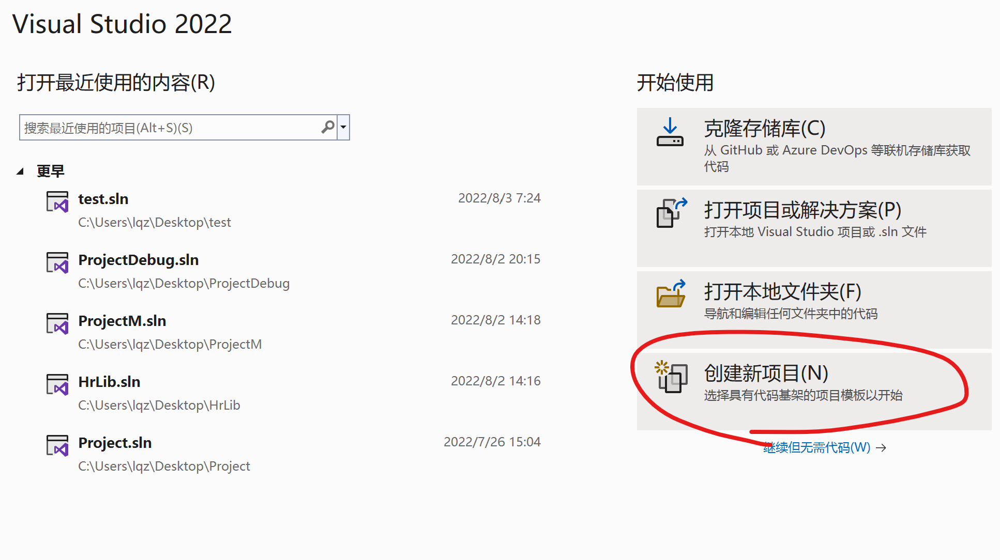 Visual Studio 2022
打开最近使用的内容(R)
搜索最近使用的项目(Alt+S)(S)
更早
test.sln
2022/8/3 7:24
C:\Users\lqz\Desktop\test
ProjectDebug.sln
2022/8/2 20:15
C:\Users\lqz\Desktop\ProjectDebug
ProjectM.sln
2022/8/2 14:18
C:\Users\lqz\Desktop\ProjectM
HrLib.sln
2022/8/2 14:16
C:\Users\lqz\Desktop\HrLib
Project.sln
2022/7/26 15:04
C:\Users\lqz\Desktop\Project
开始使用
克隆存储库(C)
从 GitHub 或 Azure DevOps 等联机存储库获取
代码
打开项目或解决方案(P)
打开本地 Visual Studio 项目或 .sln 文件
打开本地文件夹(F)
导航和编辑任何文件夹中的代码
创建新项目(N)
选择具有代码基架的项目模板以开始
继续但无需代码(W) →